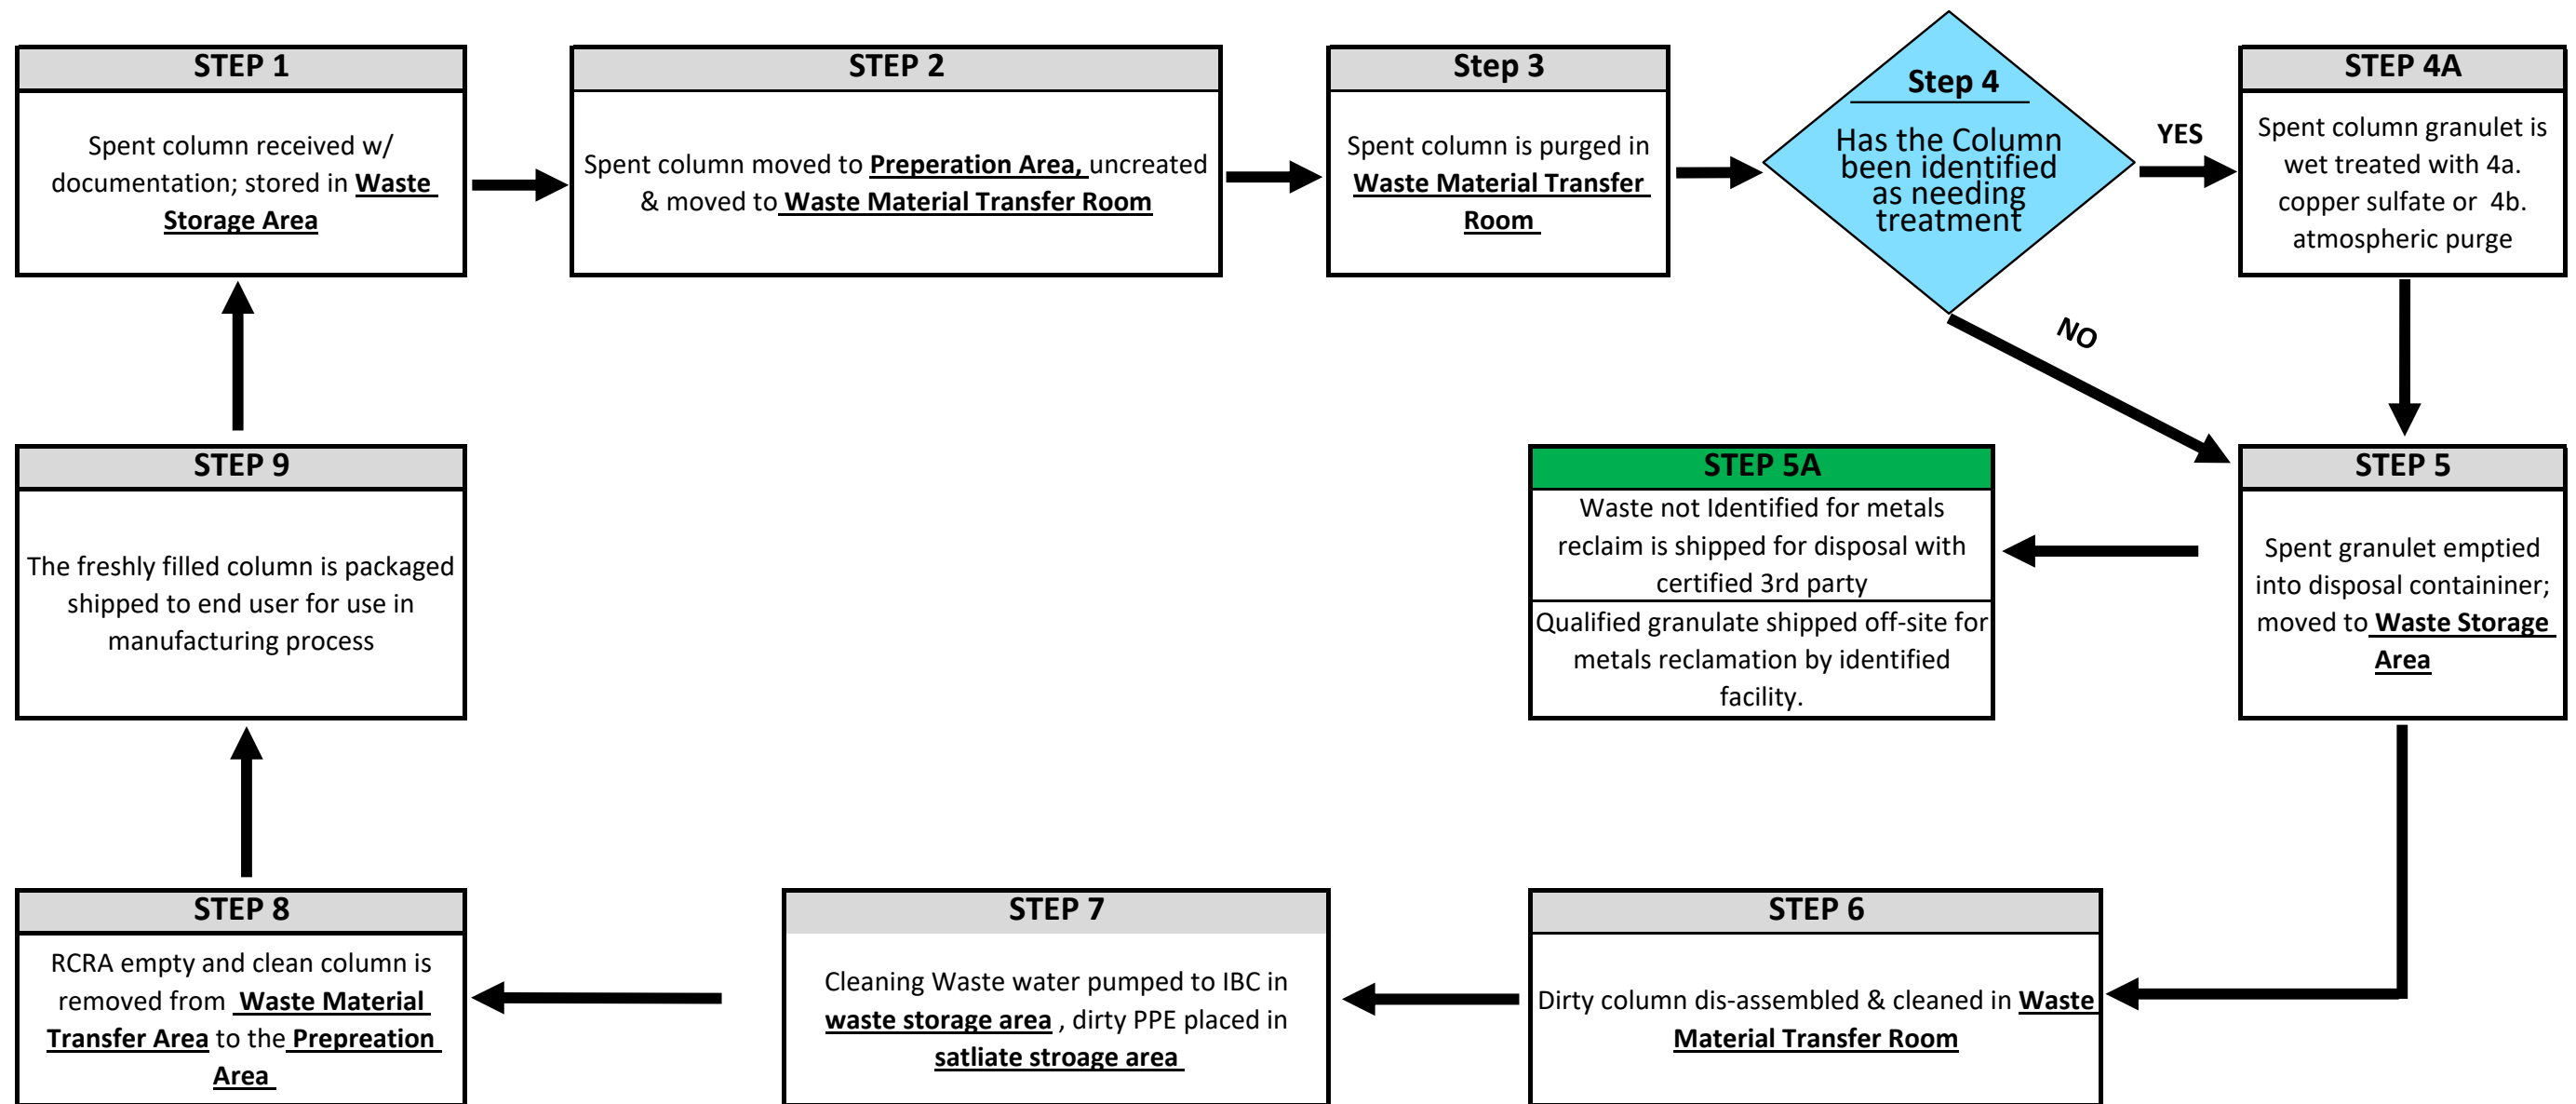 STEP 1
Spent column received w/
documentation; stored in Waste
Storage Area
STEP 2
Spent column moved to Preperation Area, uncreated
& moved to Waste Material Transfer Room
Step 3
Spent column is purged in
Waste Material Transfer
Room
Step 4
Has the Column
been identified
as needing
treatment
YES
NO
STEP 4A
Spent column granulet is
wet treated with 4a.
copper sulfate or 4b.
atmospheric purge
STEP 9
The freshly filled column is packaged
shipped to end user for use in
manufacturing process
STEP 5A
Waste not Identified for metals
reclaim is shipped for disposal with
certified 3rd party
Qualified granulate shipped off-site for
metals reclamation by identified
facility.
STEP 5
Spent granulet emptied
into disposal containiner;
moved to Waste Storage
Area
STEP 8
RCRA empty and clean column is
removed from Waste Material
Transfer Area to the Prepreation
Area
STEP 7
Cleaning Waste water pumped to IBC in
waste storage area , dirty PPE placed in
satliate stroage area
STEP 6
Dirty column dis-assembled & cleaned in Waste
Material Transfer Room